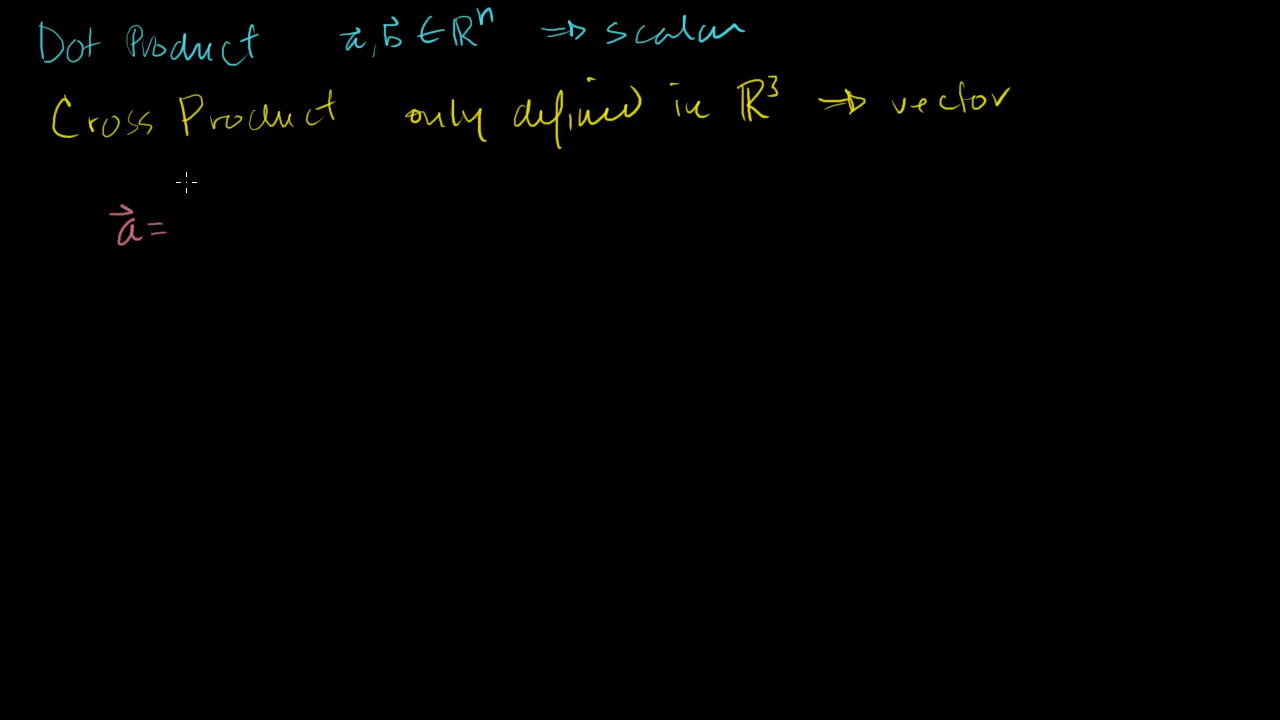 Dot Product a⃗, b⃗ ∈ ℝⁿ ⇒ scalar
Cross Product only defined in ℝ³ ⇒ vector
a⃗ =